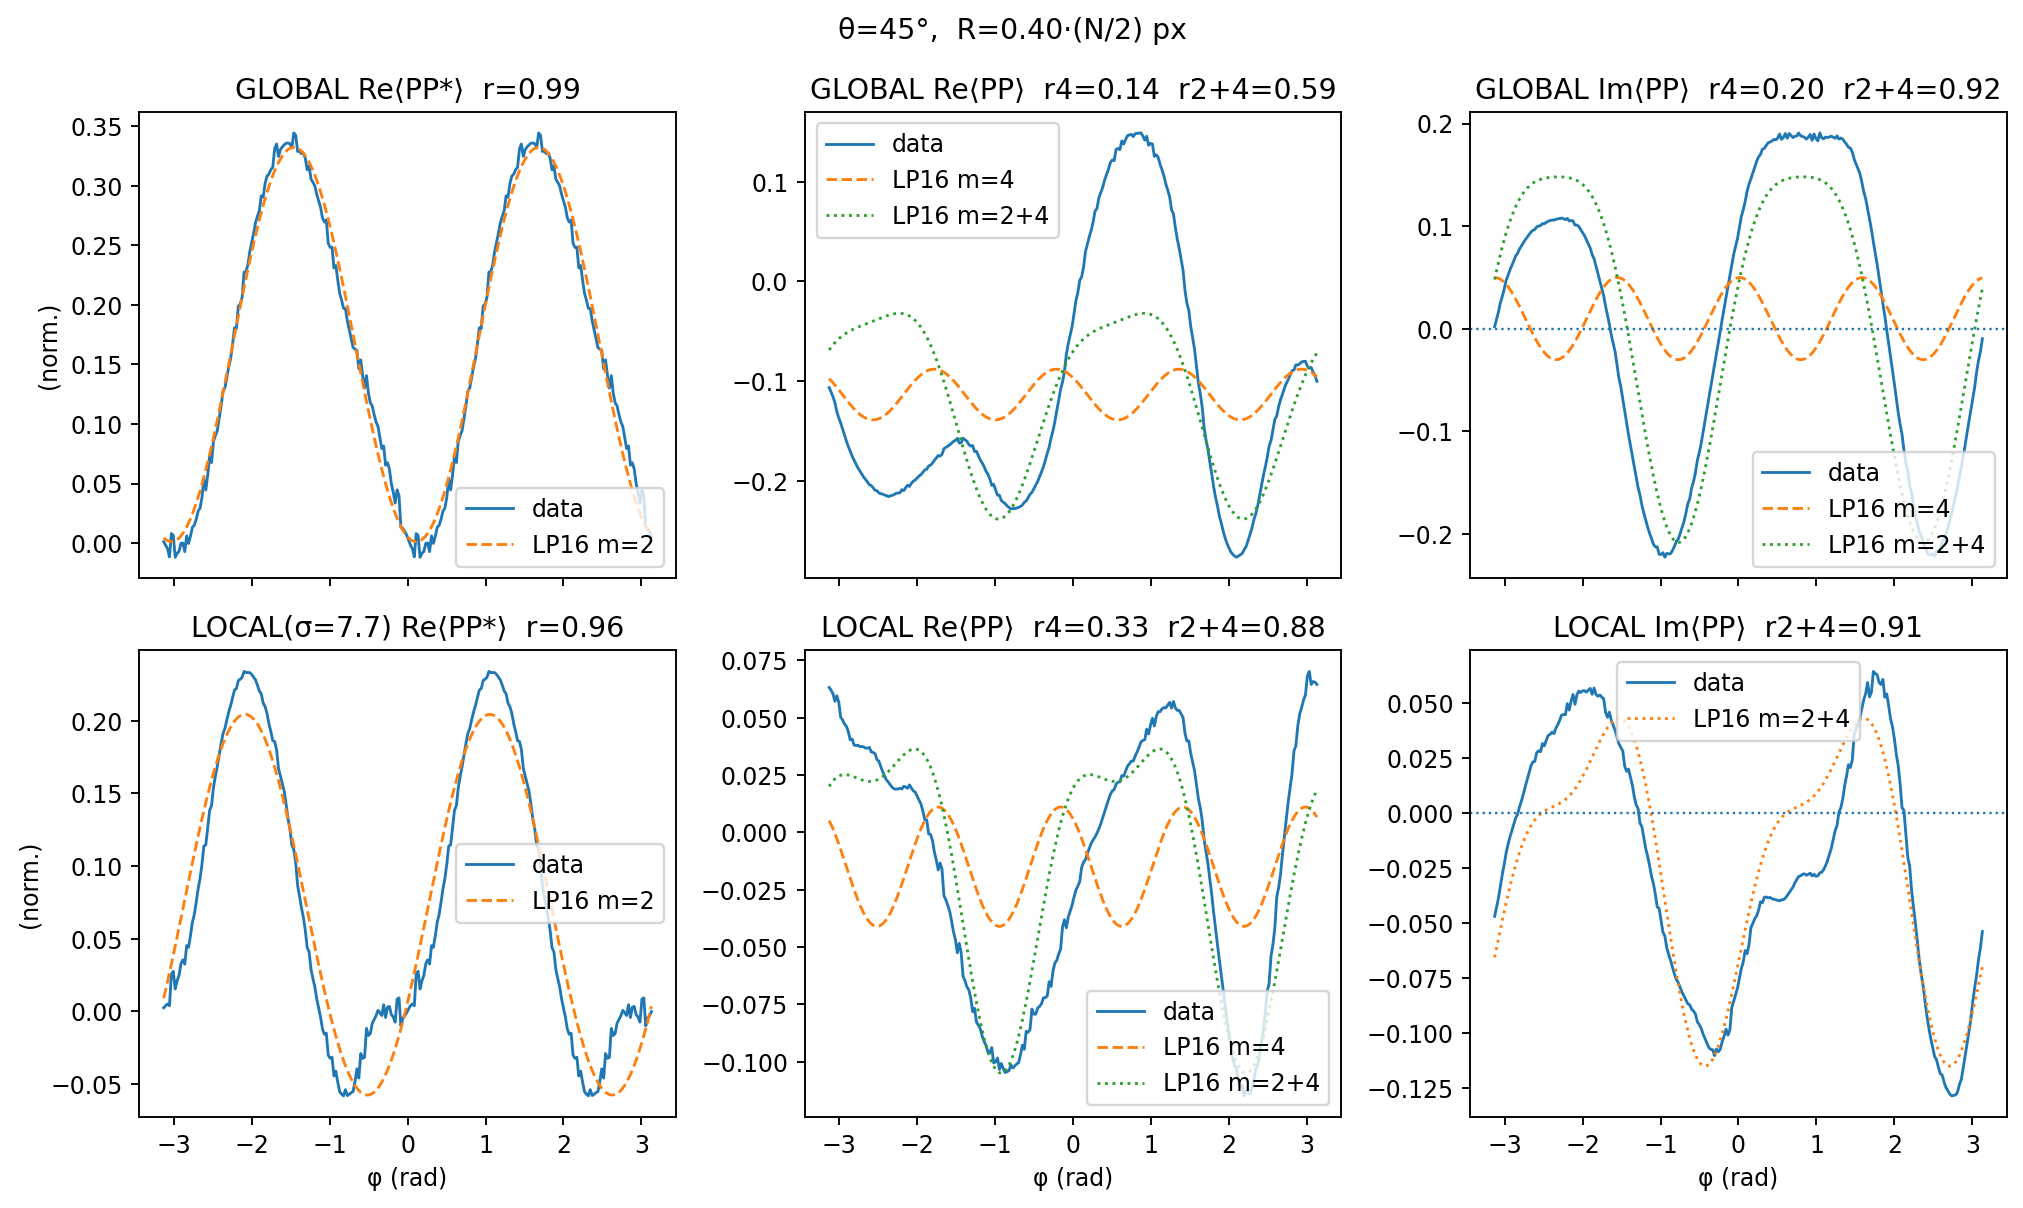 θ=45°,  R=0.40·(N/2) px
GLOBAL Re⟨PP*⟩  r=0.99
(norm.)
0.35
0.30
0.25
0.20
0.15
0.10
0.05
0.00
data
LP16 m=2
GLOBAL Re⟨PP⟩  r4=0.14  r2+4=0.59
0.1
0.0
−0.1
−0.2
data
LP16 m=4
LP16 m=2+4
GLOBAL Im⟨PP⟩  r4=0.20  r2+4=0.92
0.2
0.1
0.0
−0.1
−0.2
data
LP16 m=4
LP16 m=2+4
LOCAL(σ=7.7) Re⟨PP*⟩  r=0.96
(norm.)
0.20
0.15
0.10
0.05
0.00
−0.05
data
LP16 m=2
−3 −2 −1 0 1 2 3
φ (rad)
LOCAL Re⟨PP⟩  r4=0.33  r2+4=0.88
0.075
0.050
0.025
0.000
−0.025
−0.050
−0.075
−0.100
data
LP16 m=4
LP16 m=2+4
−3 −2 −1 0 1 2 3
φ (rad)
LOCAL Im⟨PP⟩  r2+4=0.91
0.050
0.025
0.000
−0.025
−0.050
−0.075
−0.100
−0.125
data
LP16 m=2+4
−3 −2 −1 0 1 2 3
φ (rad)